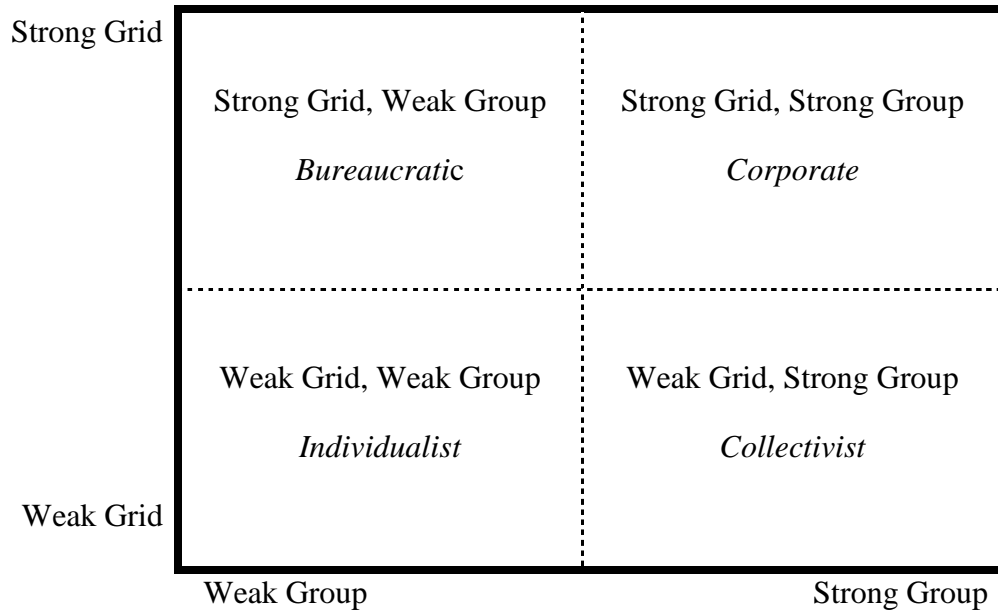 Strong Grid
Strong Grid, Weak Group
Strong Grid, Strong Group
Bureaucratic
Corporate
Weak Grid, Weak Group
Weak Grid, Strong Group
Individualist
Collectivist
Weak Grid
Weak Group
Strong Group